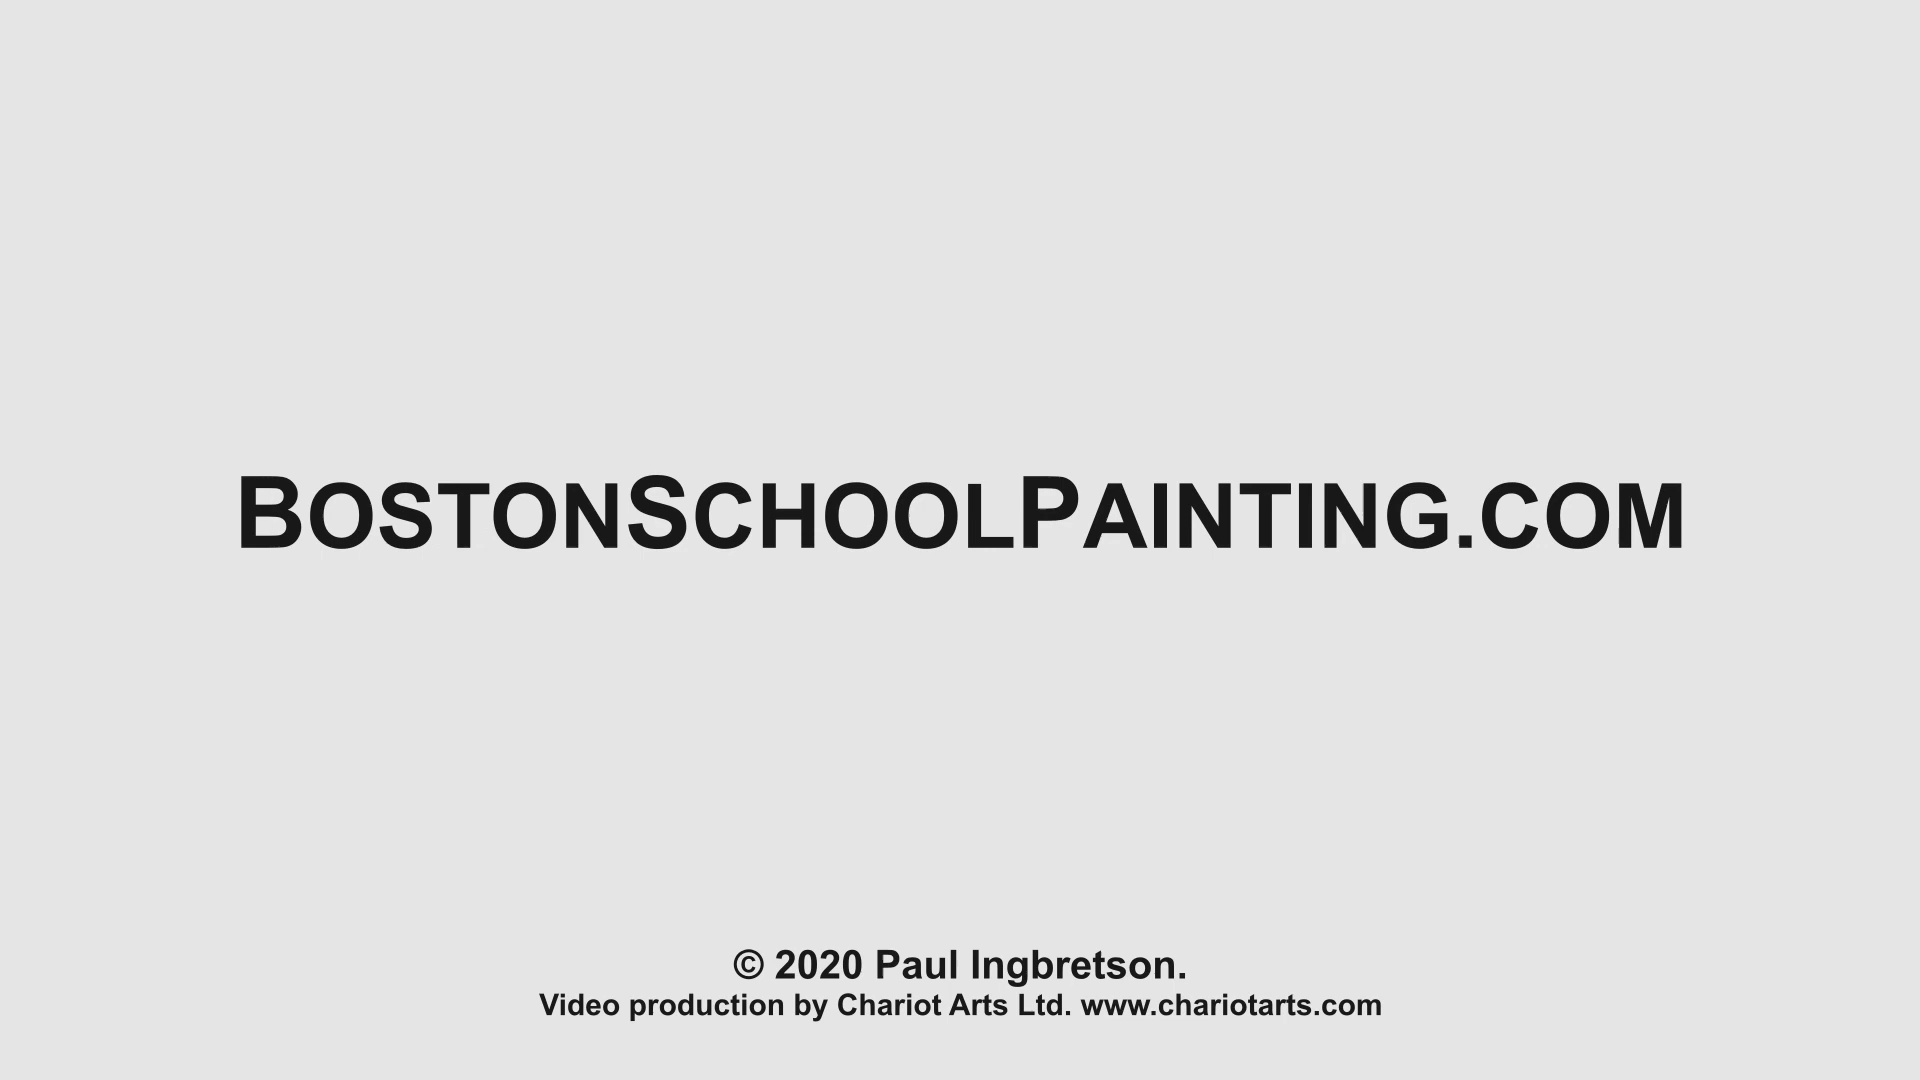 BOSTONSCHOOLPAINTING.COM
© 2020 Paul Ingbretson.
Video production by Chariot Arts Ltd. www.chariotarts.com